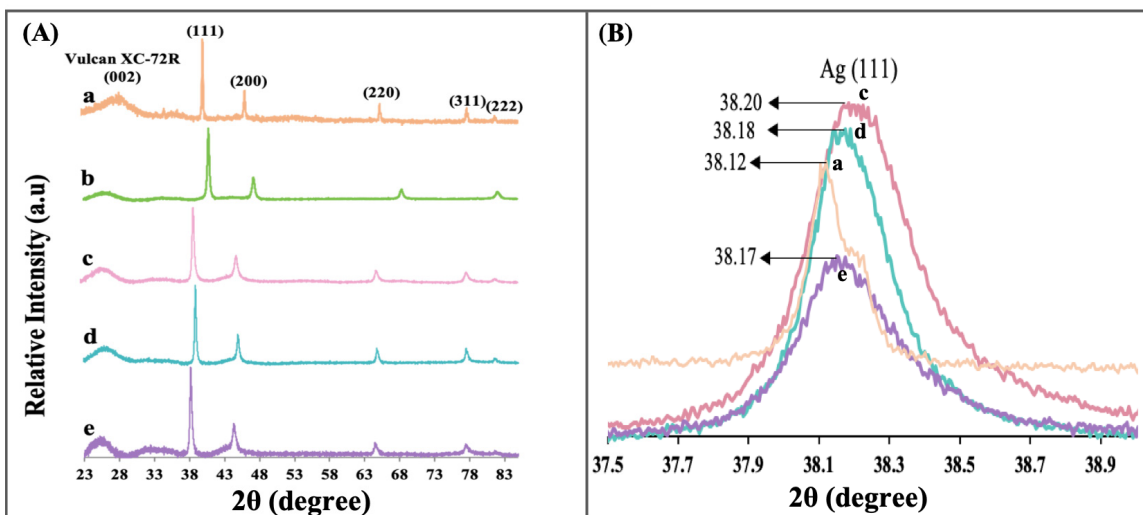 (A)
(111)
Vulcan XC-72R
(002)
(200)
(220)
(311)
(222)
a
b
c
d
e
Relative Intensity (a.u)
23 28 33 38 43 48 53 58 63 68 73 78 83
2θ (degree)
(B)
Ag (111)
38.20
c
38.18
d
38.12
a
38.17
e
37.5 37.7 37.9 38.1 38.3 38.5 38.7 38.9
2θ (degree)